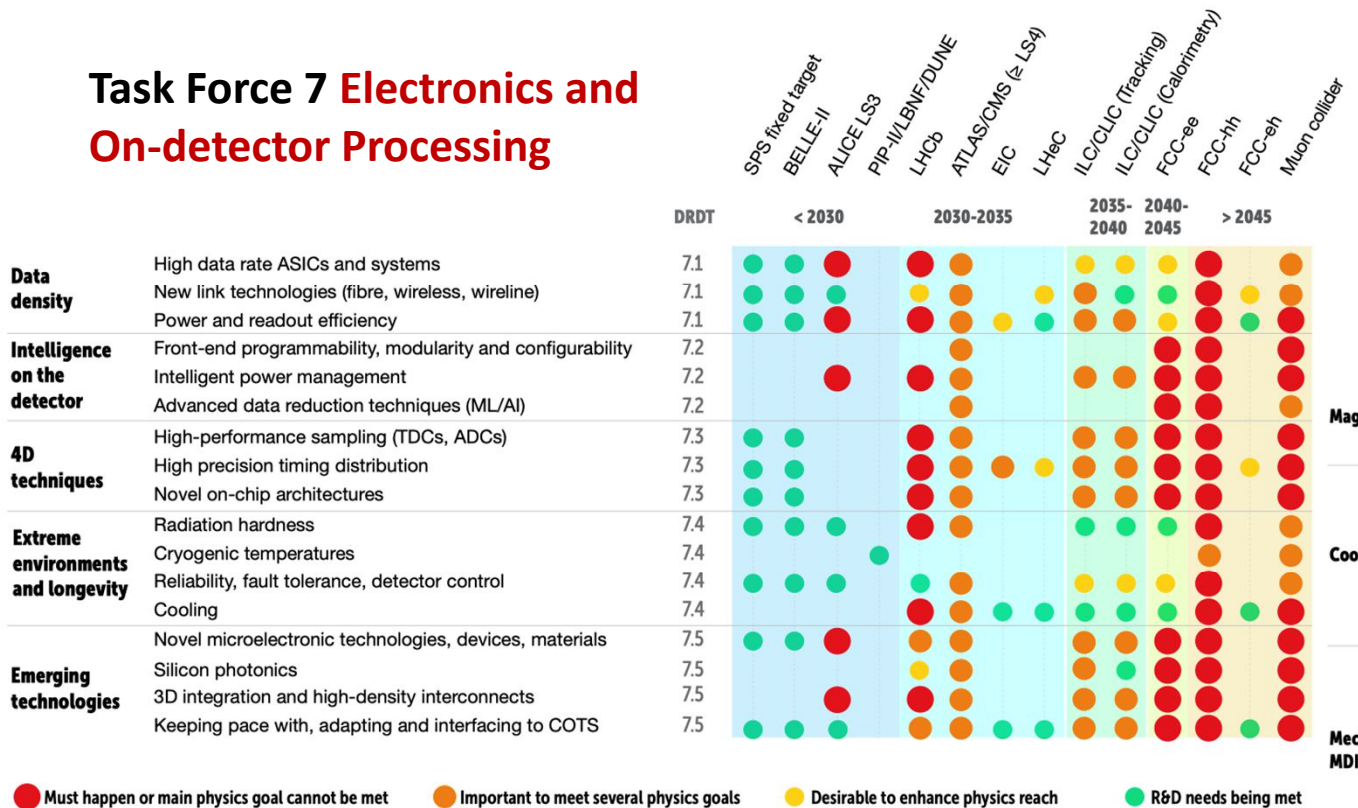 Task Force 7 Electronics and
On-detector Processing
SPS fixed target
BELLE-II
ALICE LS3
PIP-II/LBNF/DUNE
LHCb
ATLAS/CMS (≥ LS4)
EIC
LHeC
ILC/CLIC (Tracking)
ILC/CLIC (Calorimetry)
FCC-ee
FCC-hh
FCC-eh
Muon collider
DRDT
< 2030
2030-2035
2035-
2040
2040-
2045
> 2045
Data
density
High data rate ASICs and systems 7.1
New link technologies (fibre, wireless, wireline) 7.1
Power and readout efficiency 7.1
Intelligence
on the
detector
Front-end programmability, modularity and configurability 7.2
Intelligent power management 7.2
Advanced data reduction techniques (ML/AI) 7.2
4D
techniques
High-performance sampling (TDCs, ADCs) 7.3
High precision timing distribution 7.3
Novel on-chip architectures 7.3
Extreme
environments
and longevity
Radiation hardness 7.4
Cryogenic temperatures 7.4
Reliability, fault tolerance, detector control 7.4
Cooling 7.4
Emerging
technologies
Novel microelectronic technologies, devices, materials 7.5
Silicon photonics 7.5
3D integration and high-density interconnects 7.5
Keeping pace with, adapting and interfacing to COTS 7.5
Mag
Coo
Mec
MDI
Must happen or main physics goal cannot be met
Important to meet several physics goals
Desirable to enhance physics reach
R&D needs being met